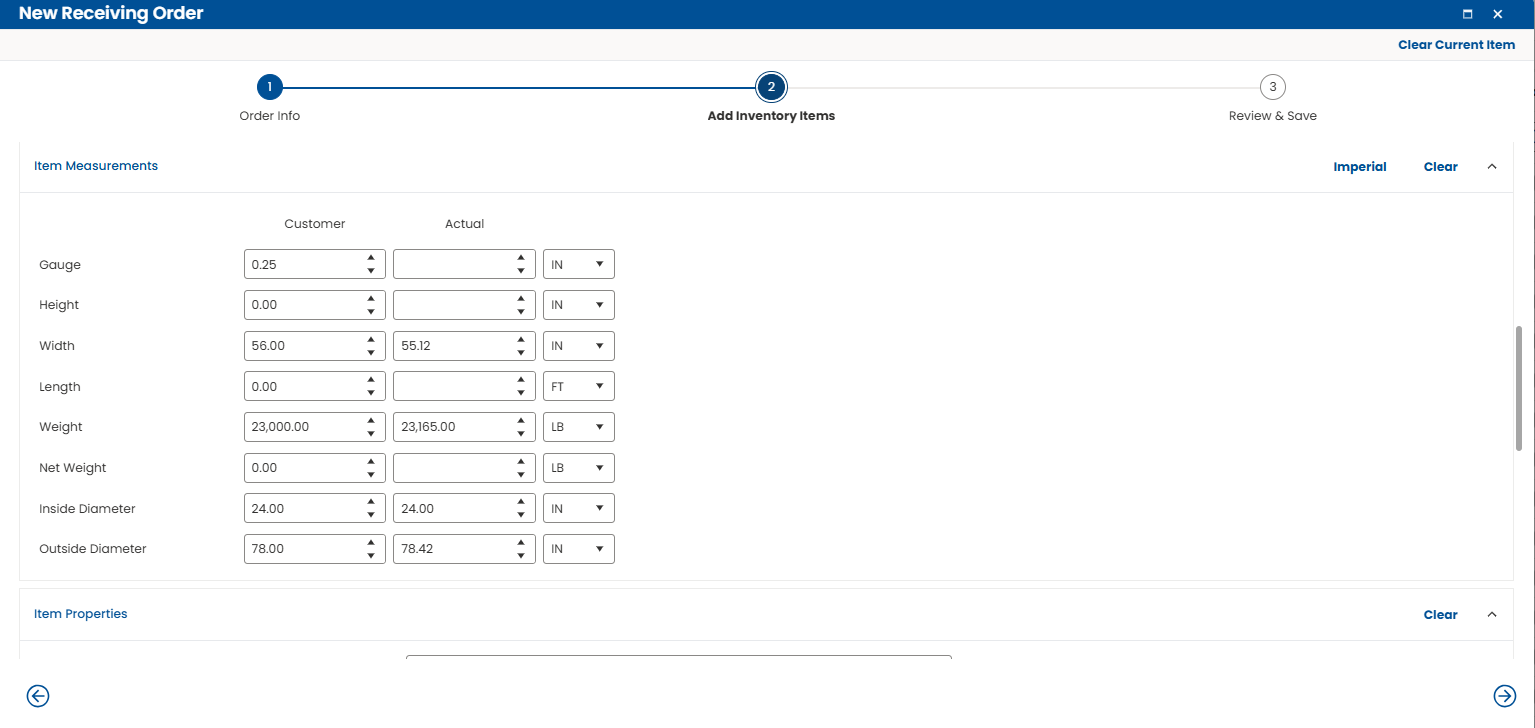 New Receiving Order
Clear Current Item
1 2 3
Order Info Add Inventory Items Review & Save
Item Measurements Imperial Clear
Customer Actual
Gauge 0.25 IN
Height 0.00 IN
Width 56.00 55.12 IN
Length 0.00 FT
Weight 23,000.00 23,165.00 LB
Net Weight 0.00 LB
Inside Diameter 24.00 24.00 IN
Outside Diameter 78.00 78.42 IN
Item Properties Clear